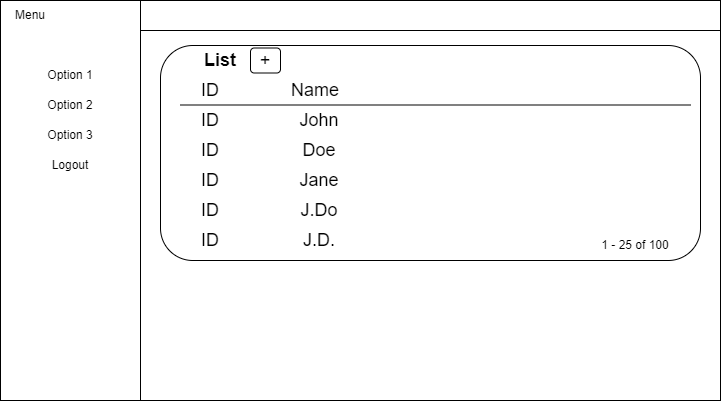 Menu
Option 1
Option 2
Option 3
Logout
List +
ID Name
ID John
ID Doe
ID Jane
ID J.Do
ID J.D.
1 - 25 of 100